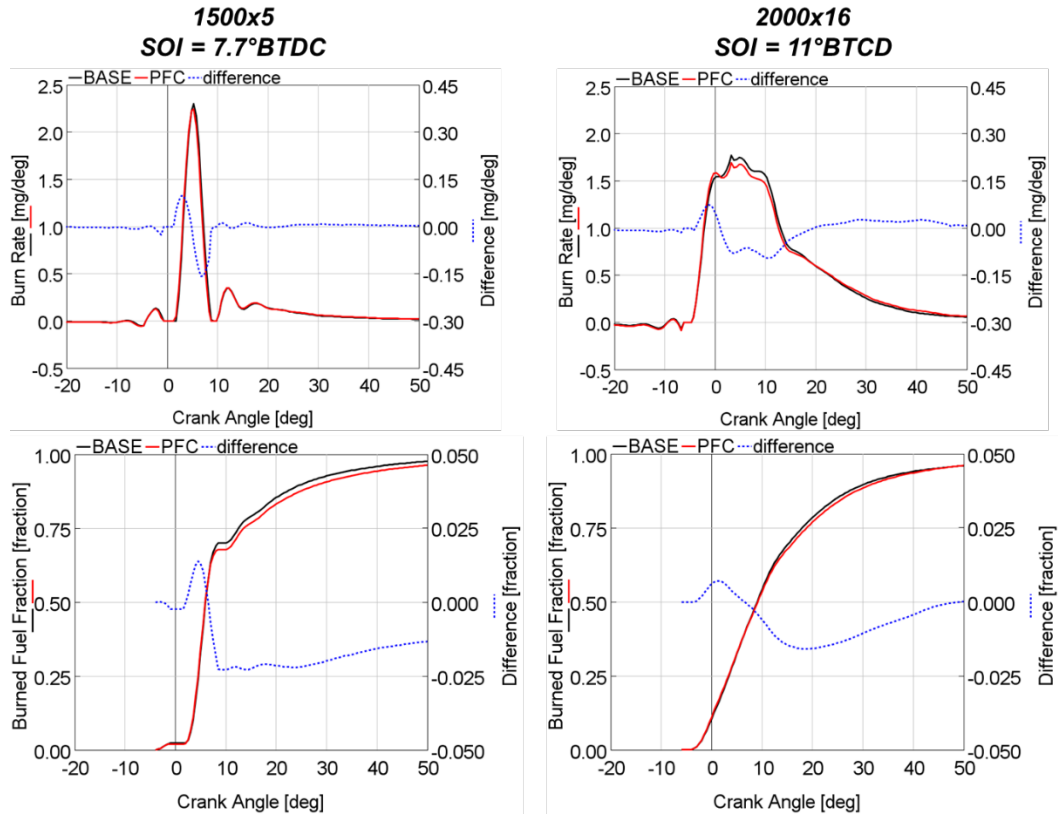 1500x5
SOI = 7.7°BTDC
2000x16
SOI = 11°BTCD
BASE PFC difference
2.5
2.0
1.5
1.0
0.5
0.0
-0.5
Burn Rate [mg/deg]
0.45
0.30
0.15
0.00
-0.15
-0.30
-0.45
Difference [mg/deg]
-20 -10 0 10 20 30 40 50
Crank Angle [deg]
BASE PFC difference
2.5
2.0
1.5
1.0
0.5
0.0
-0.5
Burn Rate [mg/deg]
0.45
0.30
0.15
0.00
-0.15
-0.30
-0.45
Difference [mg/deg]
-20 -10 0 10 20 30 40 50
Crank Angle [deg]
BASE PFC difference
1.00
0.75
0.50
0.25
0.00
Burned Fuel Fraction [fraction]
0.050
0.025
0.000
-0.025
-0.050
Difference [fraction]
-20 -10 0 10 20 30 40 50
Crank Angle [deg]
BASE PFC difference
1.00
0.75
0.50
0.25
0.00
Burned Fuel Fraction [fraction]
0.050
0.025
0.000
-0.025
-0.050
Difference [fraction]
-20 -10 0 10 20 30 40 50
Crank Angle [deg]